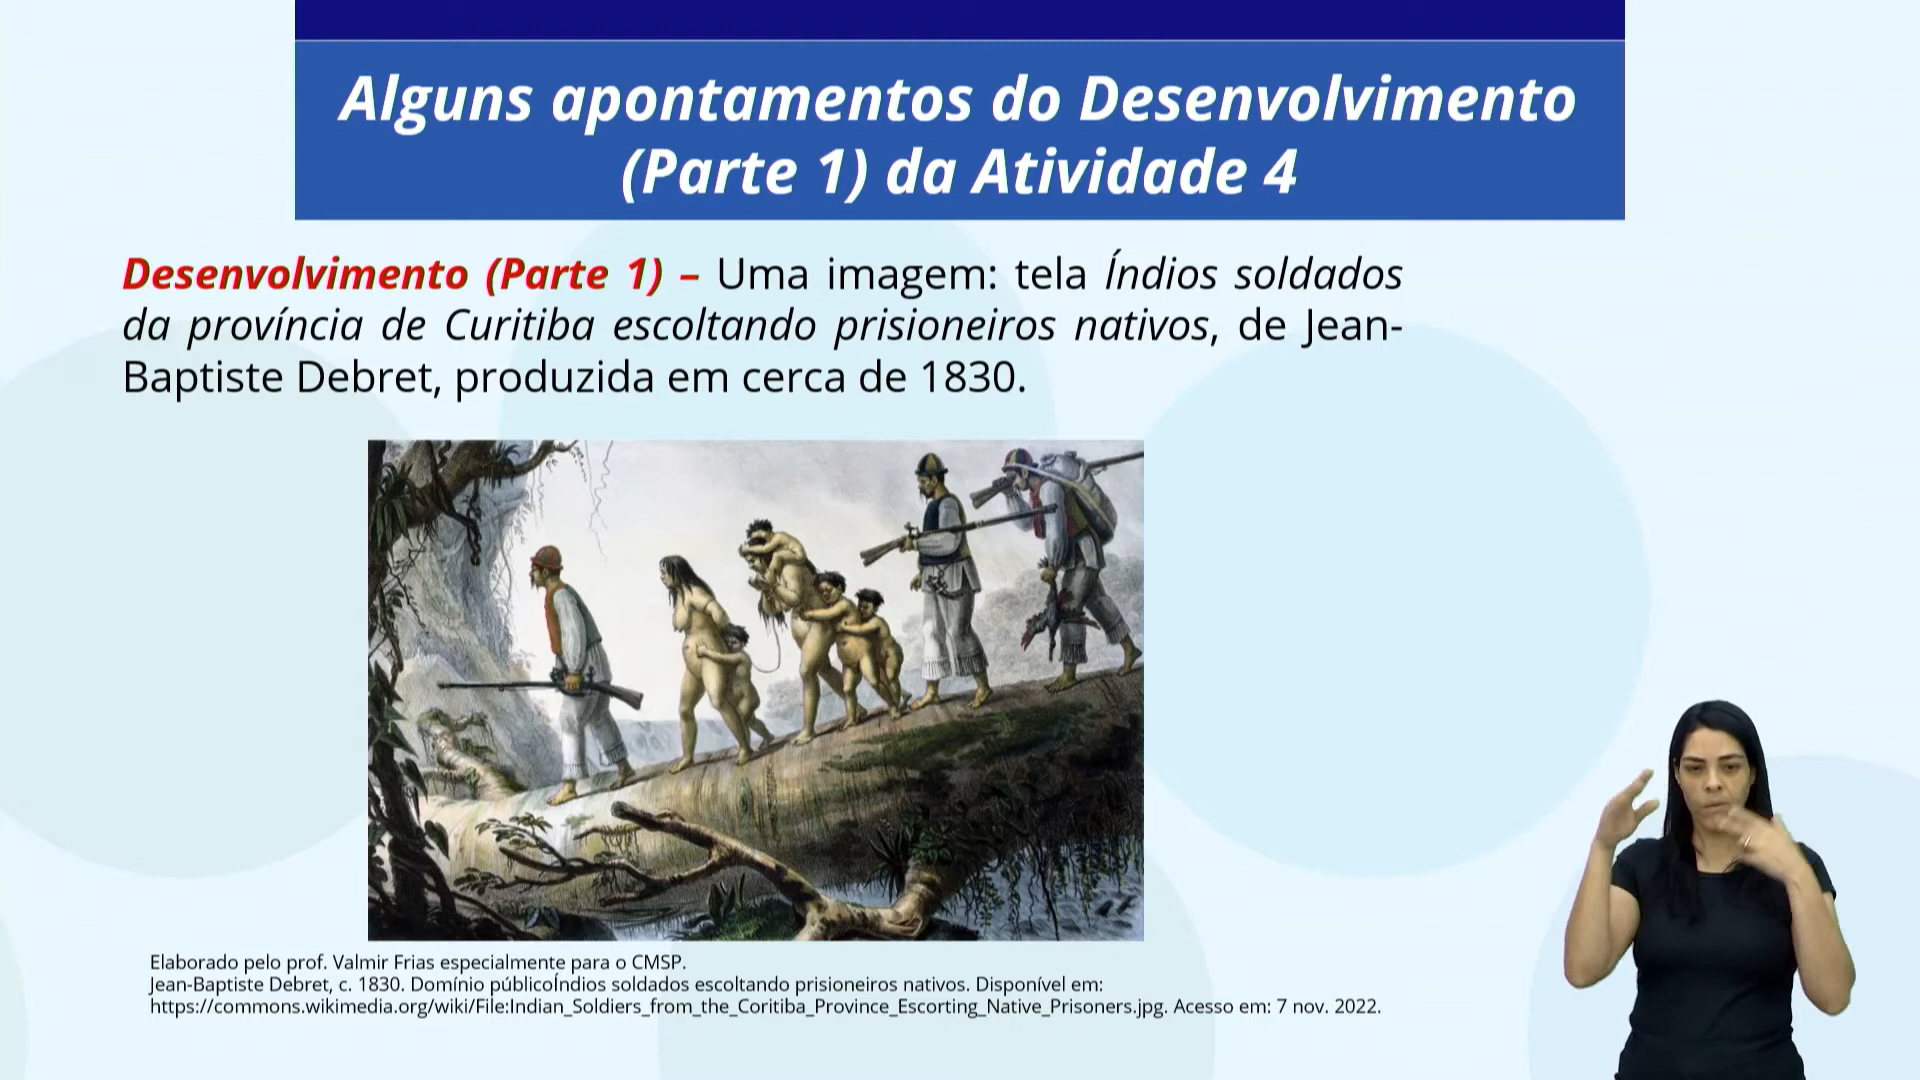 Alguns apontamentos do Desenvolvimento
(Parte 1) da Atividade 4
Desenvolvimento (Parte 1) – Uma imagem: tela Índios soldados
da província de Curitiba escoltando prisioneiros nativos, de Jean-
Baptiste Debret, produzida em cerca de 1830.
Elaborado pelo prof. Valmir Frias especialmente para o CMSP.
Jean-Baptiste Debret, c. 1830. Domínio públicoÍndios soldados escoltando prisioneiros nativos. Disponível em:
https://commons.wikimedia.org/wiki/File:Indian_Soldiers_from_the_Coritiba_Province_Escorting_Native_Prisoners.jpg. Acesso em: 7 nov. 2022.